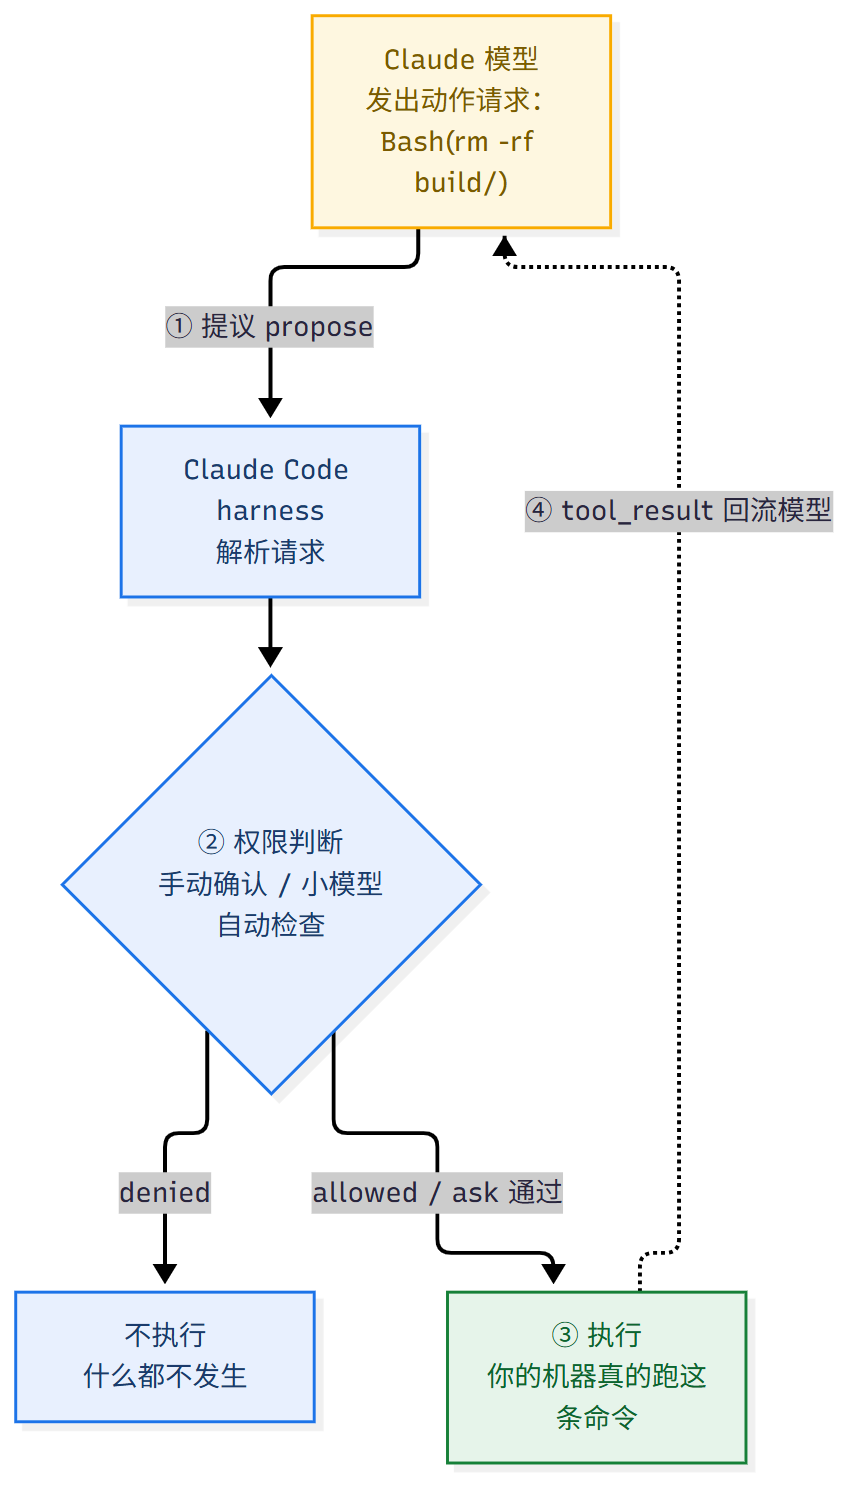 Claude 模型
发出动作请求：
Bash(rm -rf
build/)
① 提议 propose
Claude Code
harness
解析请求
④ tool_result 回流模型
② 权限判断
手动确认 / 小模型
自动检查
denied
allowed / ask 通过
不执行
什么都不发生
③ 执行
你的机器真的跑这
条命令